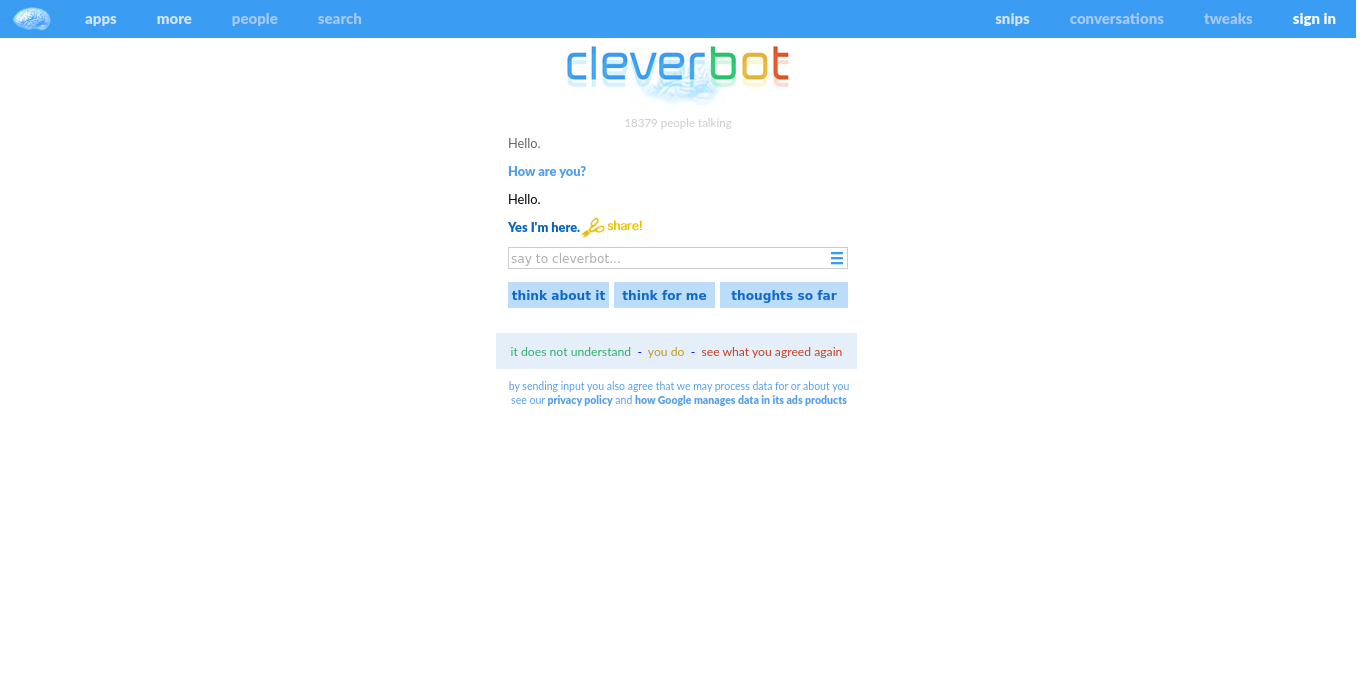 apps more people search snips conversations tweaks sign in
cleverbot
18379 people talking
Hello.
How are you?
Hello.
Yes I'm here. share!
say to cleverbot...
think about it think for me thoughts so far
it does not understand - you do - see what you agreed again
by sending input you also agree that we may process data for or about you
see our privacy policy and how Google manages data in its ads products